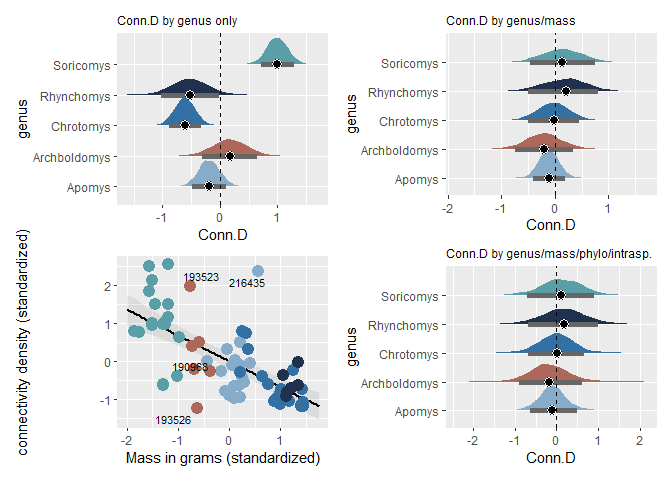 Conn.D by genus only
genus
Soricomys
Rhynchomys
Chrotomys
Archboldomys
Apomys
-1 0 1
Conn.D
Conn.D by genus/mass
genus
Soricomys
Rhynchomys
Chrotomys
Archboldomys
Apomys
-2 -1 0 1
Conn.D
connectivity density (standardized)
2
1
0
-1
193523
216435
190968
193526
-2 -1 0 1
Mass in grams (standardized)
Conn.D by genus/mass/phylo/intrasp.
genus
Soricomys
Rhynchomys
Chrotomys
Archboldomys
Apomys
-2 -1 0 1 2
Conn.D